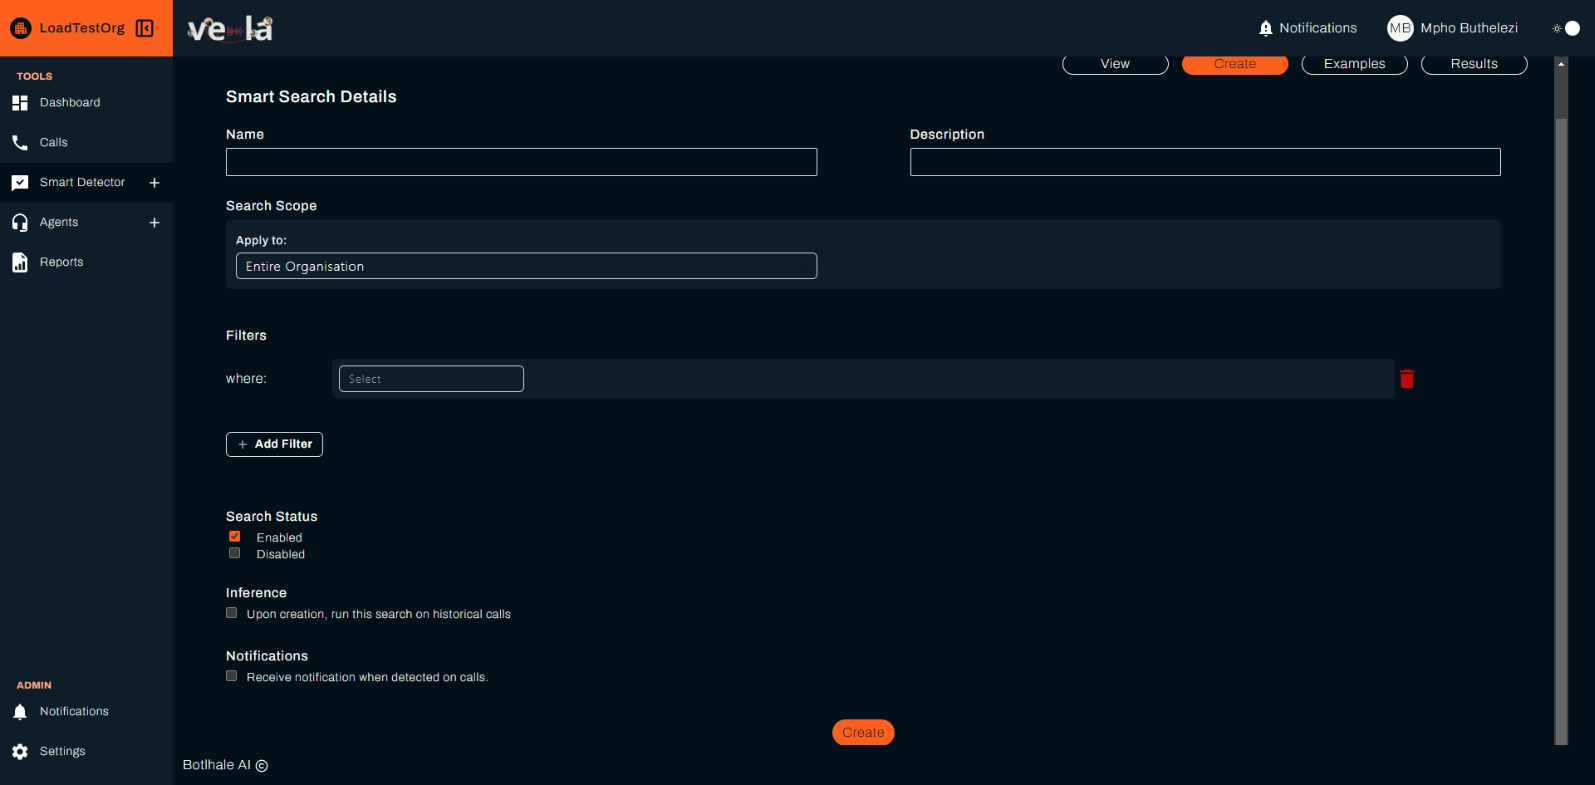 LoadTestOrg
vela
Notifications
MB Mpho Buthelezi
TOOLS
Dashboard
Calls
Smart Detector
Agents
Reports
View
Create
Examples
Results
Smart Search Details
Name
Description
Search Scope
Apply to:
Entire Organisation
Filters
where:
Select
+ Add Filter
Search Status
Enabled
Disabled
Inference
Upon creation, run this search on historical calls
Notifications
Receive notification when detected on calls.
Create
ADMIN
Notifications
Settings
Botlhale AI ©